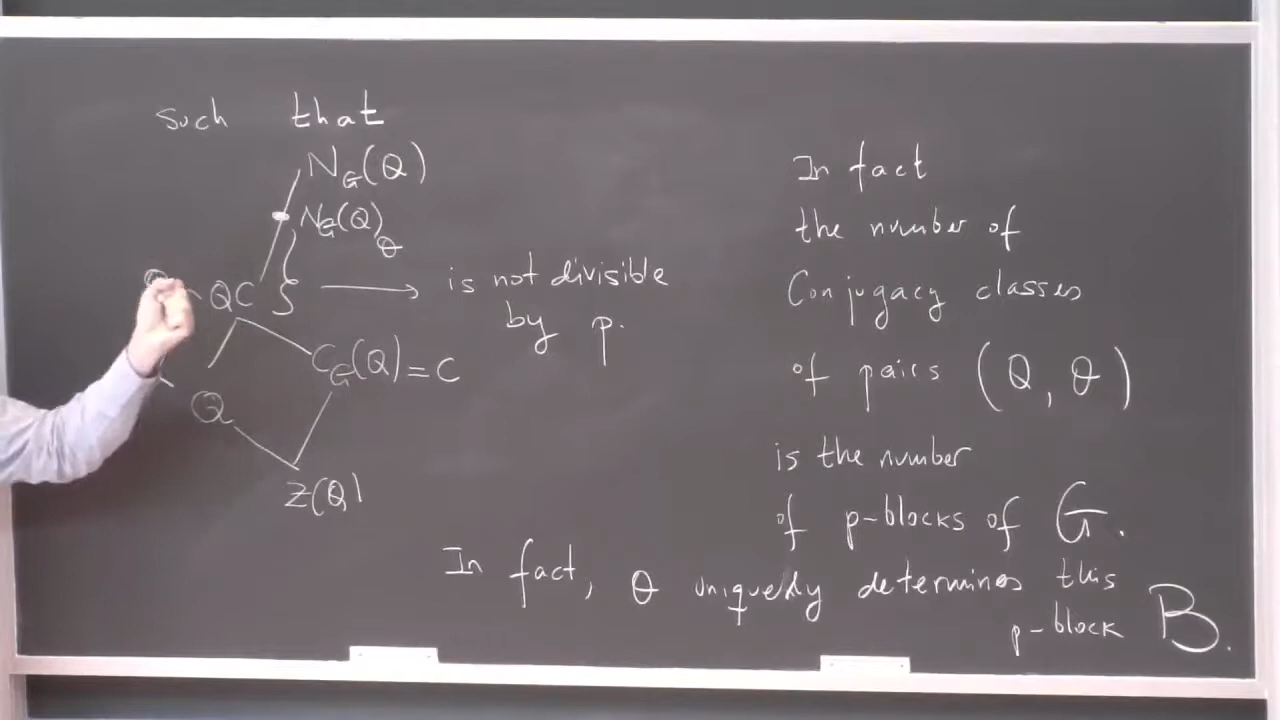 such that
N_G(Q)
N_G(Q)_θ
QC
is not divisible
by p.
C_G(Q) = C
Q
Z(Q)
In fact
the number of
Conjugacy classes
of pairs (Q, θ)
is the number
of p-blocks of G.
In fact, θ uniquely determines this
p-block B.